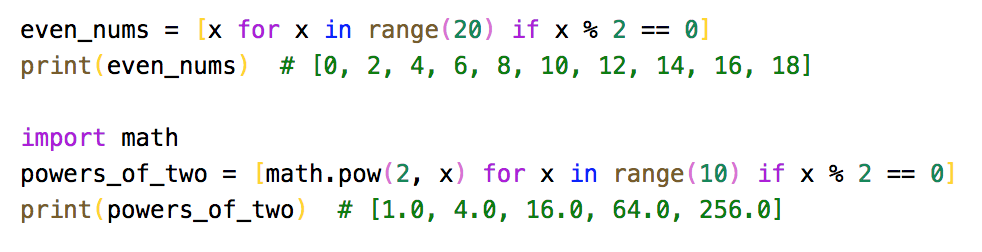 even_nums = [x for x in range(20) if x % 2 == 0]
print(even_nums)  # [0, 2, 4, 6, 8, 10, 12, 14, 16, 18]

import math
powers_of_two = [math.pow(2, x) for x in range(10) if x % 2 == 0]
print(powers_of_two)  # [1.0, 4.0, 16.0, 64.0, 256.0]